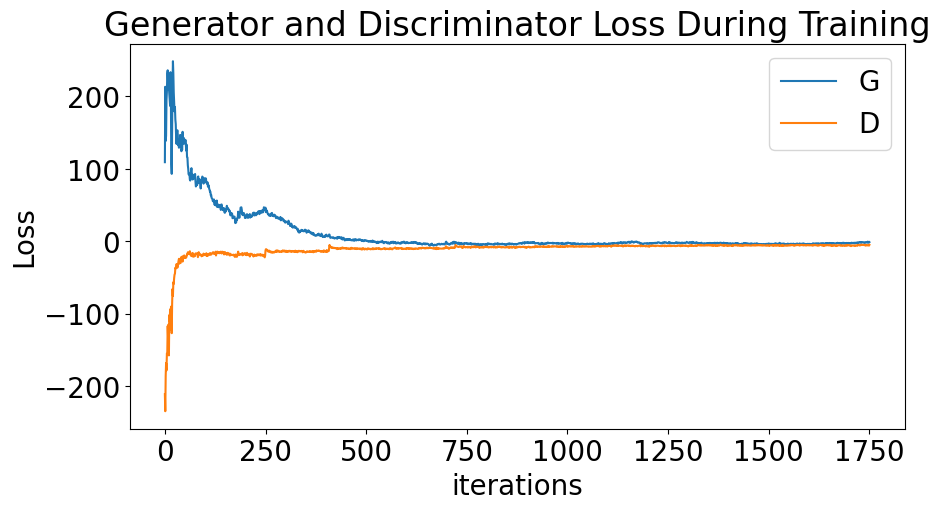 Generator and Discriminator Loss During Training
G
D
200
100
0
−100
−200
Loss
0 250 500 750 1000 1250 1500 1750
iterations